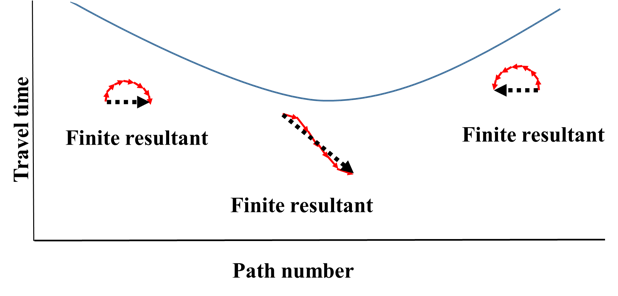 Travel time
Finite resultant
Finite resultant
Finite resultant
Path number